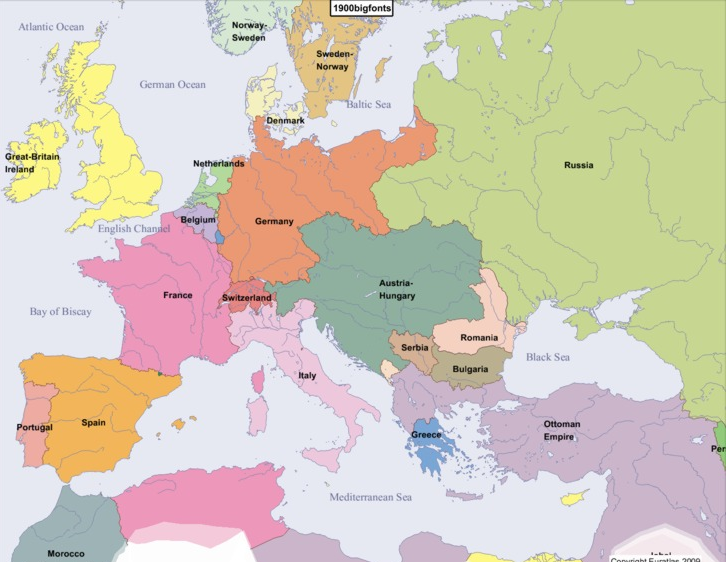 1900bigfonts
Atlantic Ocean
Norway-
Sweden
Sweden-
Norway
German Ocean
Baltic Sea
Denmark
Great-Britain
Ireland
Netherlands
Russia
Belgium
Germany
English Channel
Austria-
Hungary
France
Switzerland
Bay of Biscay
Romania
Serbia
Black Sea
Bulgaria
Italy
Spain
Portugal
Ottoman
Empire
Greece
Per
Mediterranean Sea
Morocco
Copyright Euratlas 2009